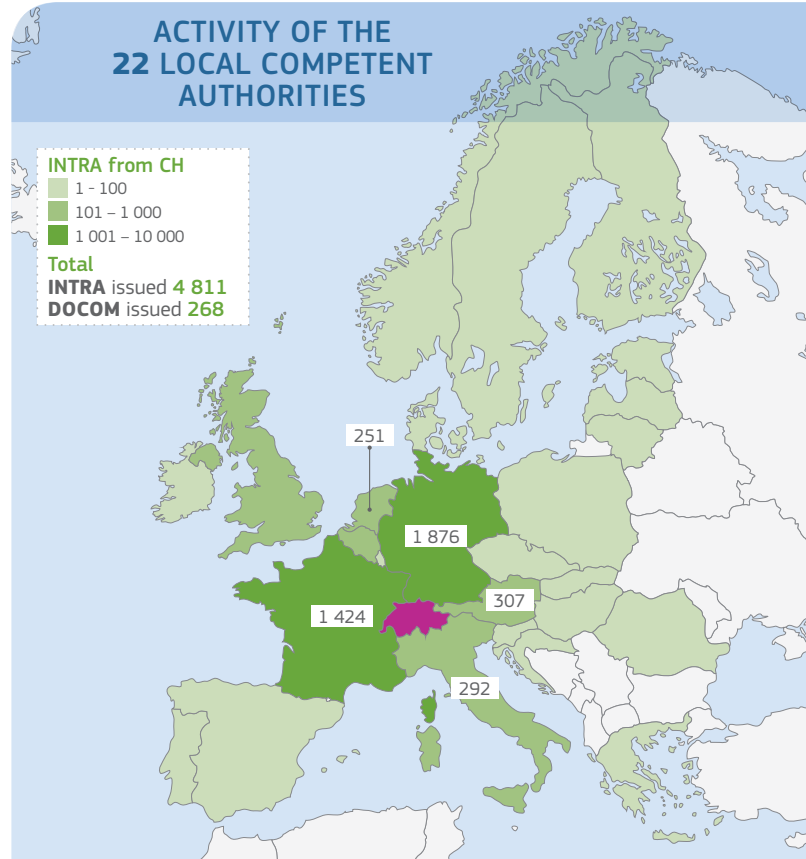 ACTIVITY OF THE
22 LOCAL COMPETENT
AUTHORITIES
INTRA from CH
1 - 100
101 – 1 000
1 001 – 10 000
Total
INTRA issued 4 811
DOCOM issued 268
251
1 876
1 424
307
292